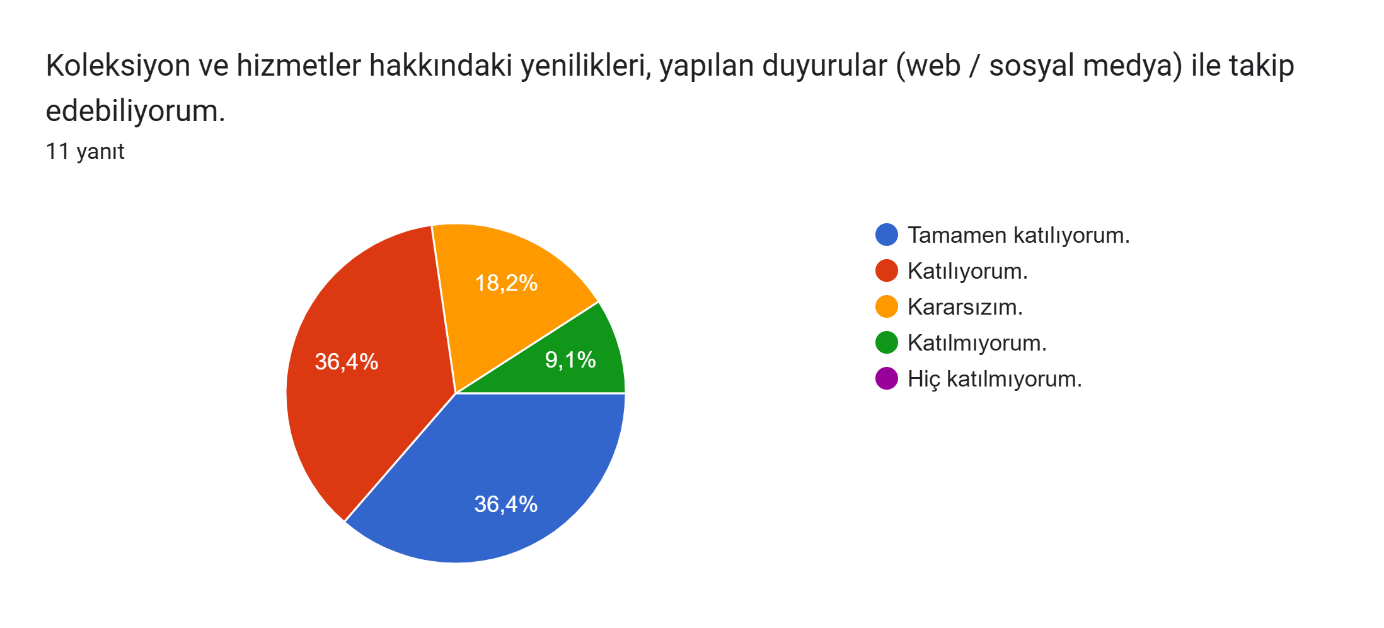 Koleksiyon ve hizmetler hakkındaki yenilikleri, yapılan duyurular (web / sosyal medya) ile takip
edebiliyorum.
11 yanıt
Tamamen katılıyorum.
Katılıyorum.
Kararsızım.
Katılmıyorum.
Hiç katılmıyorum.
18,2%
9,1%
36,4%
36,4%